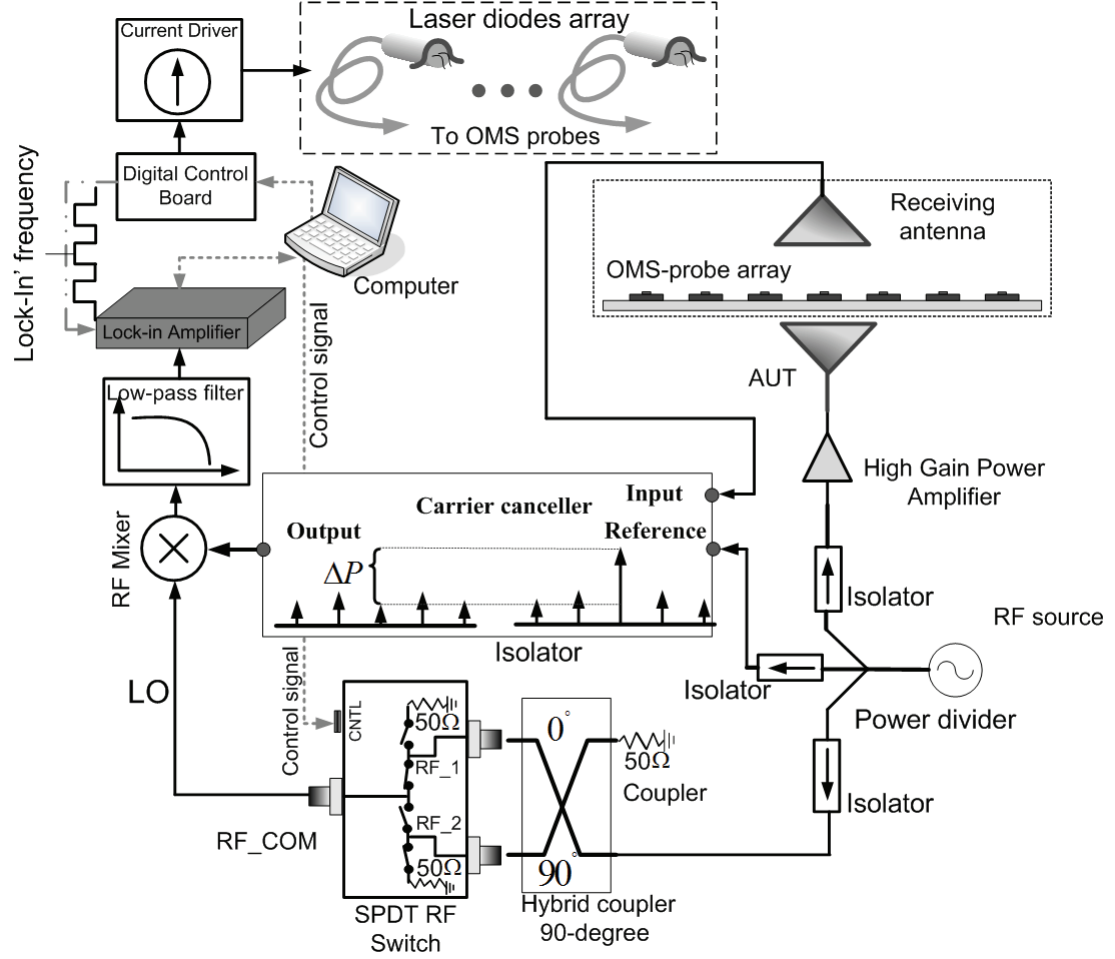 Current Driver
Laser diodes array
To OMS probes
Digital Control
Board
Lock-In' frequency
Receiving
antenna
OMS-probe array
Computer
Lock-in Amplifier
Control signal
AUT
Low-pass filter
High Gain Power
Amplifier
Carrier canceller
Input
Output
Reference
ΔP
RF Mixer
Isolator
Isolator
RF source
Isolator
Power divider
LO
Control signal
CNTL
50Ω
RF_1
RF_2
50Ω
0°
90°
50Ω
Coupler
Isolator
RF_COM
SPDT RF
Switch
Hybrid coupler
90-degree